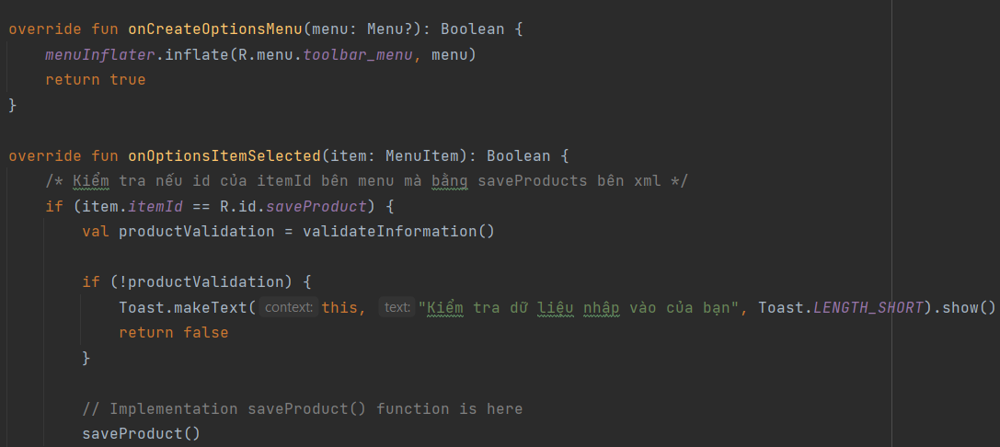 override fun onCreateOptionsMenu(menu: Menu?): Boolean {
    menuInflater.inflate(R.menu.toolbar_menu, menu)
    return true
}
override fun onOptionsItemSelected(item: MenuItem): Boolean {
    /* Kiểm tra nếu id của itemId bên menu mà bằng saveProducts bên xml */
    if (item.itemId == R.id.saveProduct) {
        val productValidation = validateInformation()
        if (!productValidation) {
            Toast.makeText( context: this, text: "Kiểm tra dữ liệu nhập vào của bạn", Toast.LENGTH_SHORT).show()
            return false
        }
        // Implementation saveProduct() function is here
        saveProduct()